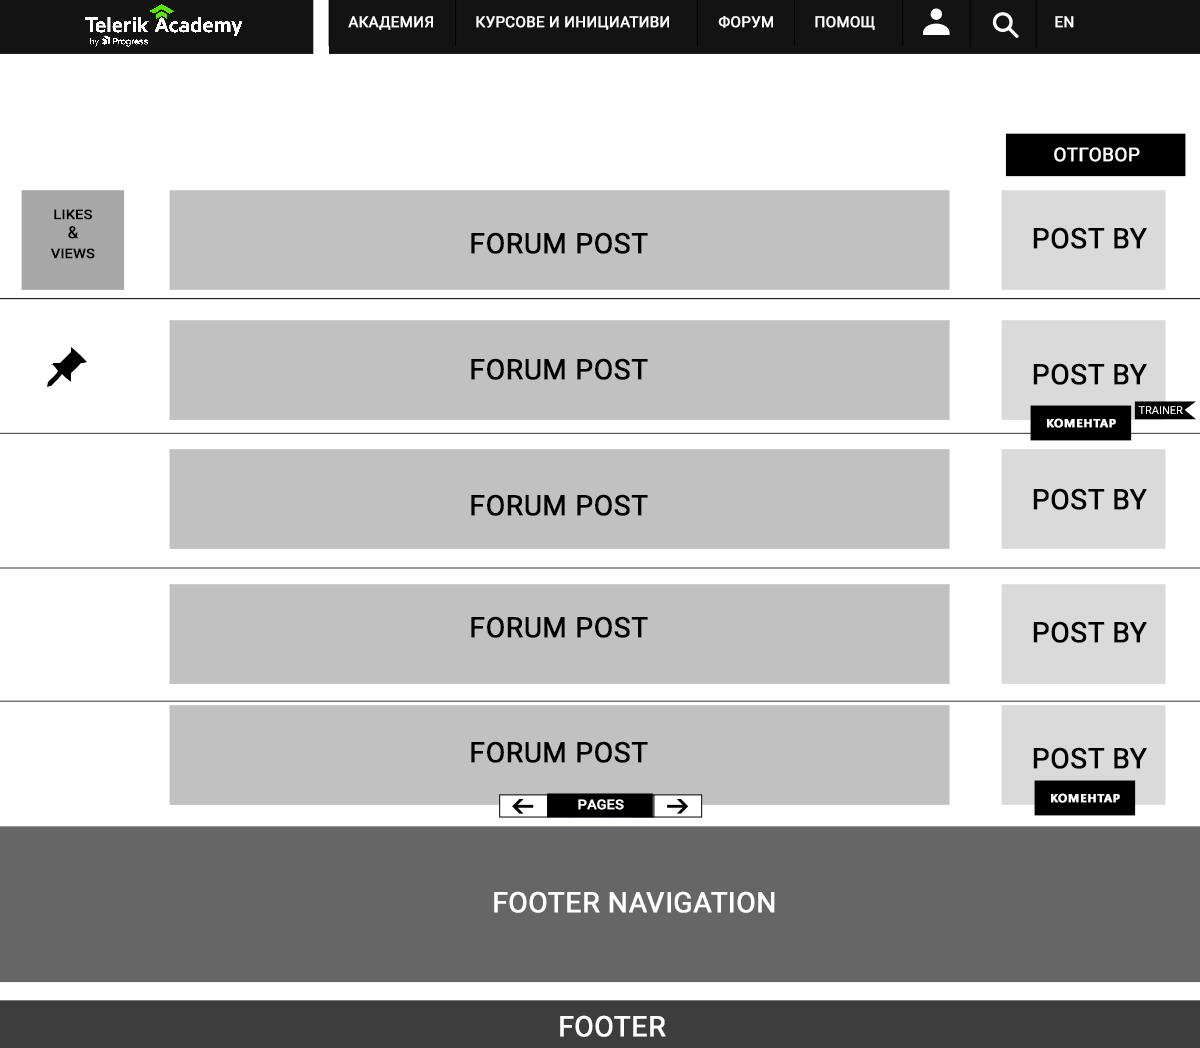 Telerik Academy
by Progress
АКАДЕМИЯ
КУРСОВЕ И ИНИЦИАТИВИ
ФОРУМ
ПОМОЩ
EN
ОТГОВОР
LIKES
&
VIEWS
FORUM POST
POST BY
FORUM POST
POST BY
TRAINER
КОМЕНТАР
FORUM POST
POST BY
FORUM POST
POST BY
FORUM POST
POST BY
КОМЕНТАР
PAGES
FOOTER NAVIGATION
FOOTER